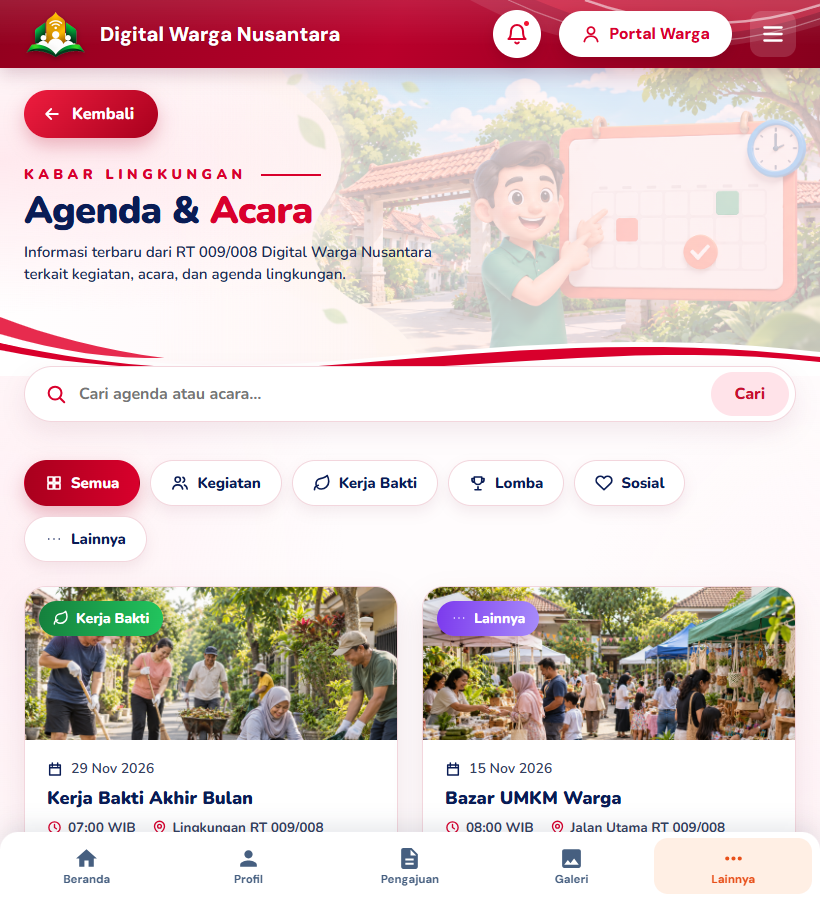 Digital Warga Nusantara
Portal Warga
Kembali
KABAR LINGKUNGAN
Agenda & Acara
Informasi terbaru dari RT 009/008 Digital Warga Nusantara
terkait kegiatan, acara, dan agenda lingkungan.
Cari agenda atau acara...
Cari
Semua
Kegiatan
Kerja Bakti
Lomba
Sosial
Lainnya
Kerja Bakti
29 Nov 2026
Kerja Bakti Akhir Bulan
07:00 WIB
Lingkungan RT 009/008
Lainnya
15 Nov 2026
Bazar UMKM Warga
08:00 WIB
Jalan Utama RT 009/008
Beranda
Profil
Pengajuan
Galeri
Lainnya